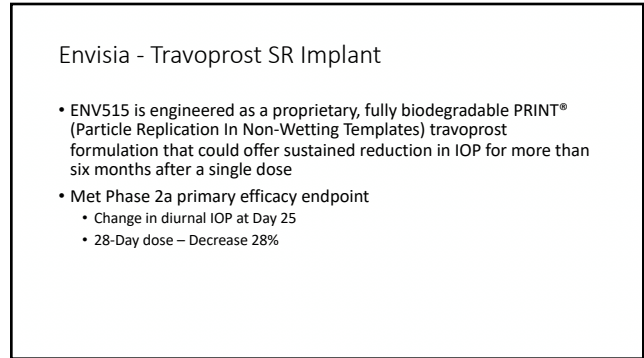 Envisia - Travoprost SR Implant
• ENV515 is engineered as a proprietary, fully biodegradable PRINT®
(Particle Replication In Non-Wetting Templates) travoprost
formulation that could offer sustained reduction in IOP for more than
six months after a single dose
• Met Phase 2a primary efficacy endpoint
• Change in diurnal IOP at Day 25
• 28-Day dose – Decrease 28%